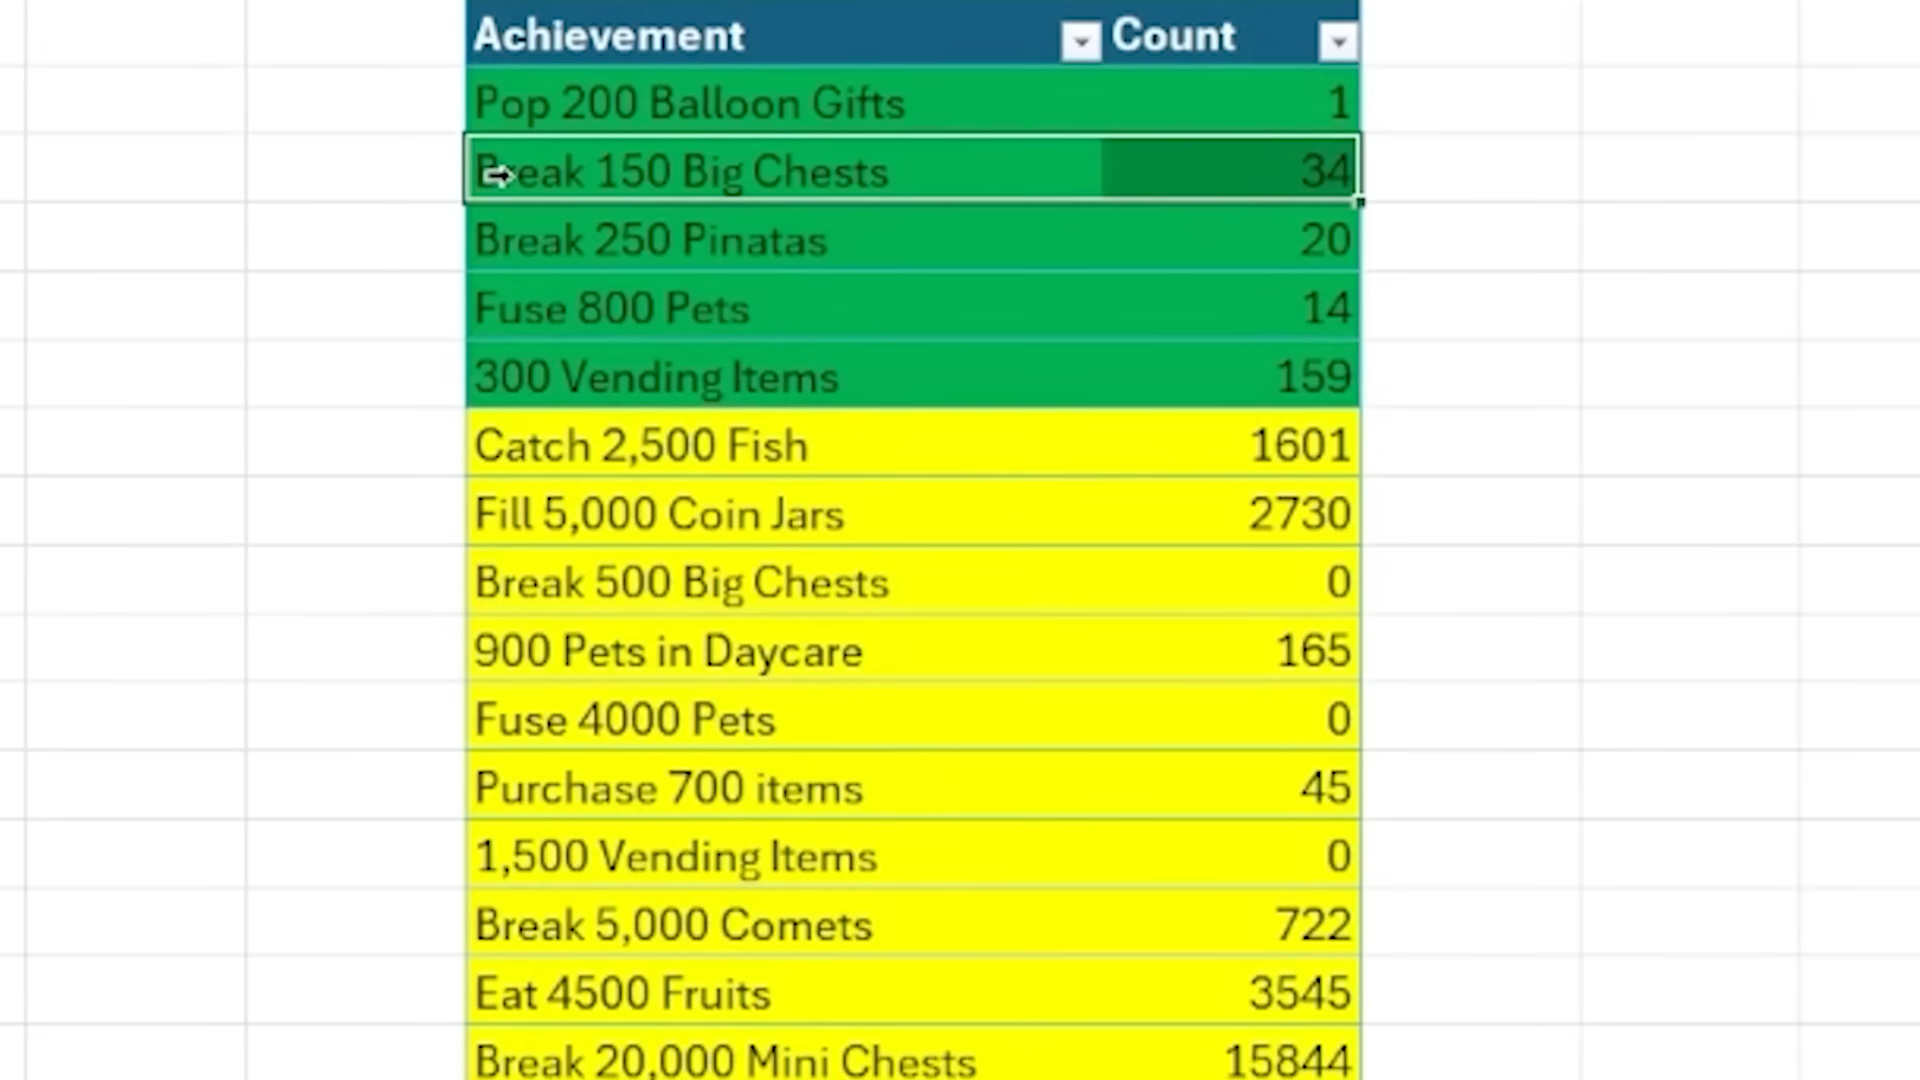 Achievement Count
Pop 200 Balloon Gifts 1
Break 150 Big Chests 34
Break 250 Pinatas 20
Fuse 800 Pets 14
300 Vending Items 159
Catch 2,500 Fish 1601
Fill 5,000 Coin Jars 2730
Break 500 Big Chests 0
900 Pets in Daycare 165
Fuse 4000 Pets 0
Purchase 700 items 45
1,500 Vending Items 0
Break 5,000 Comets 722
Eat 4500 Fruits 3545
Break 20,000 Mini Chests 15844